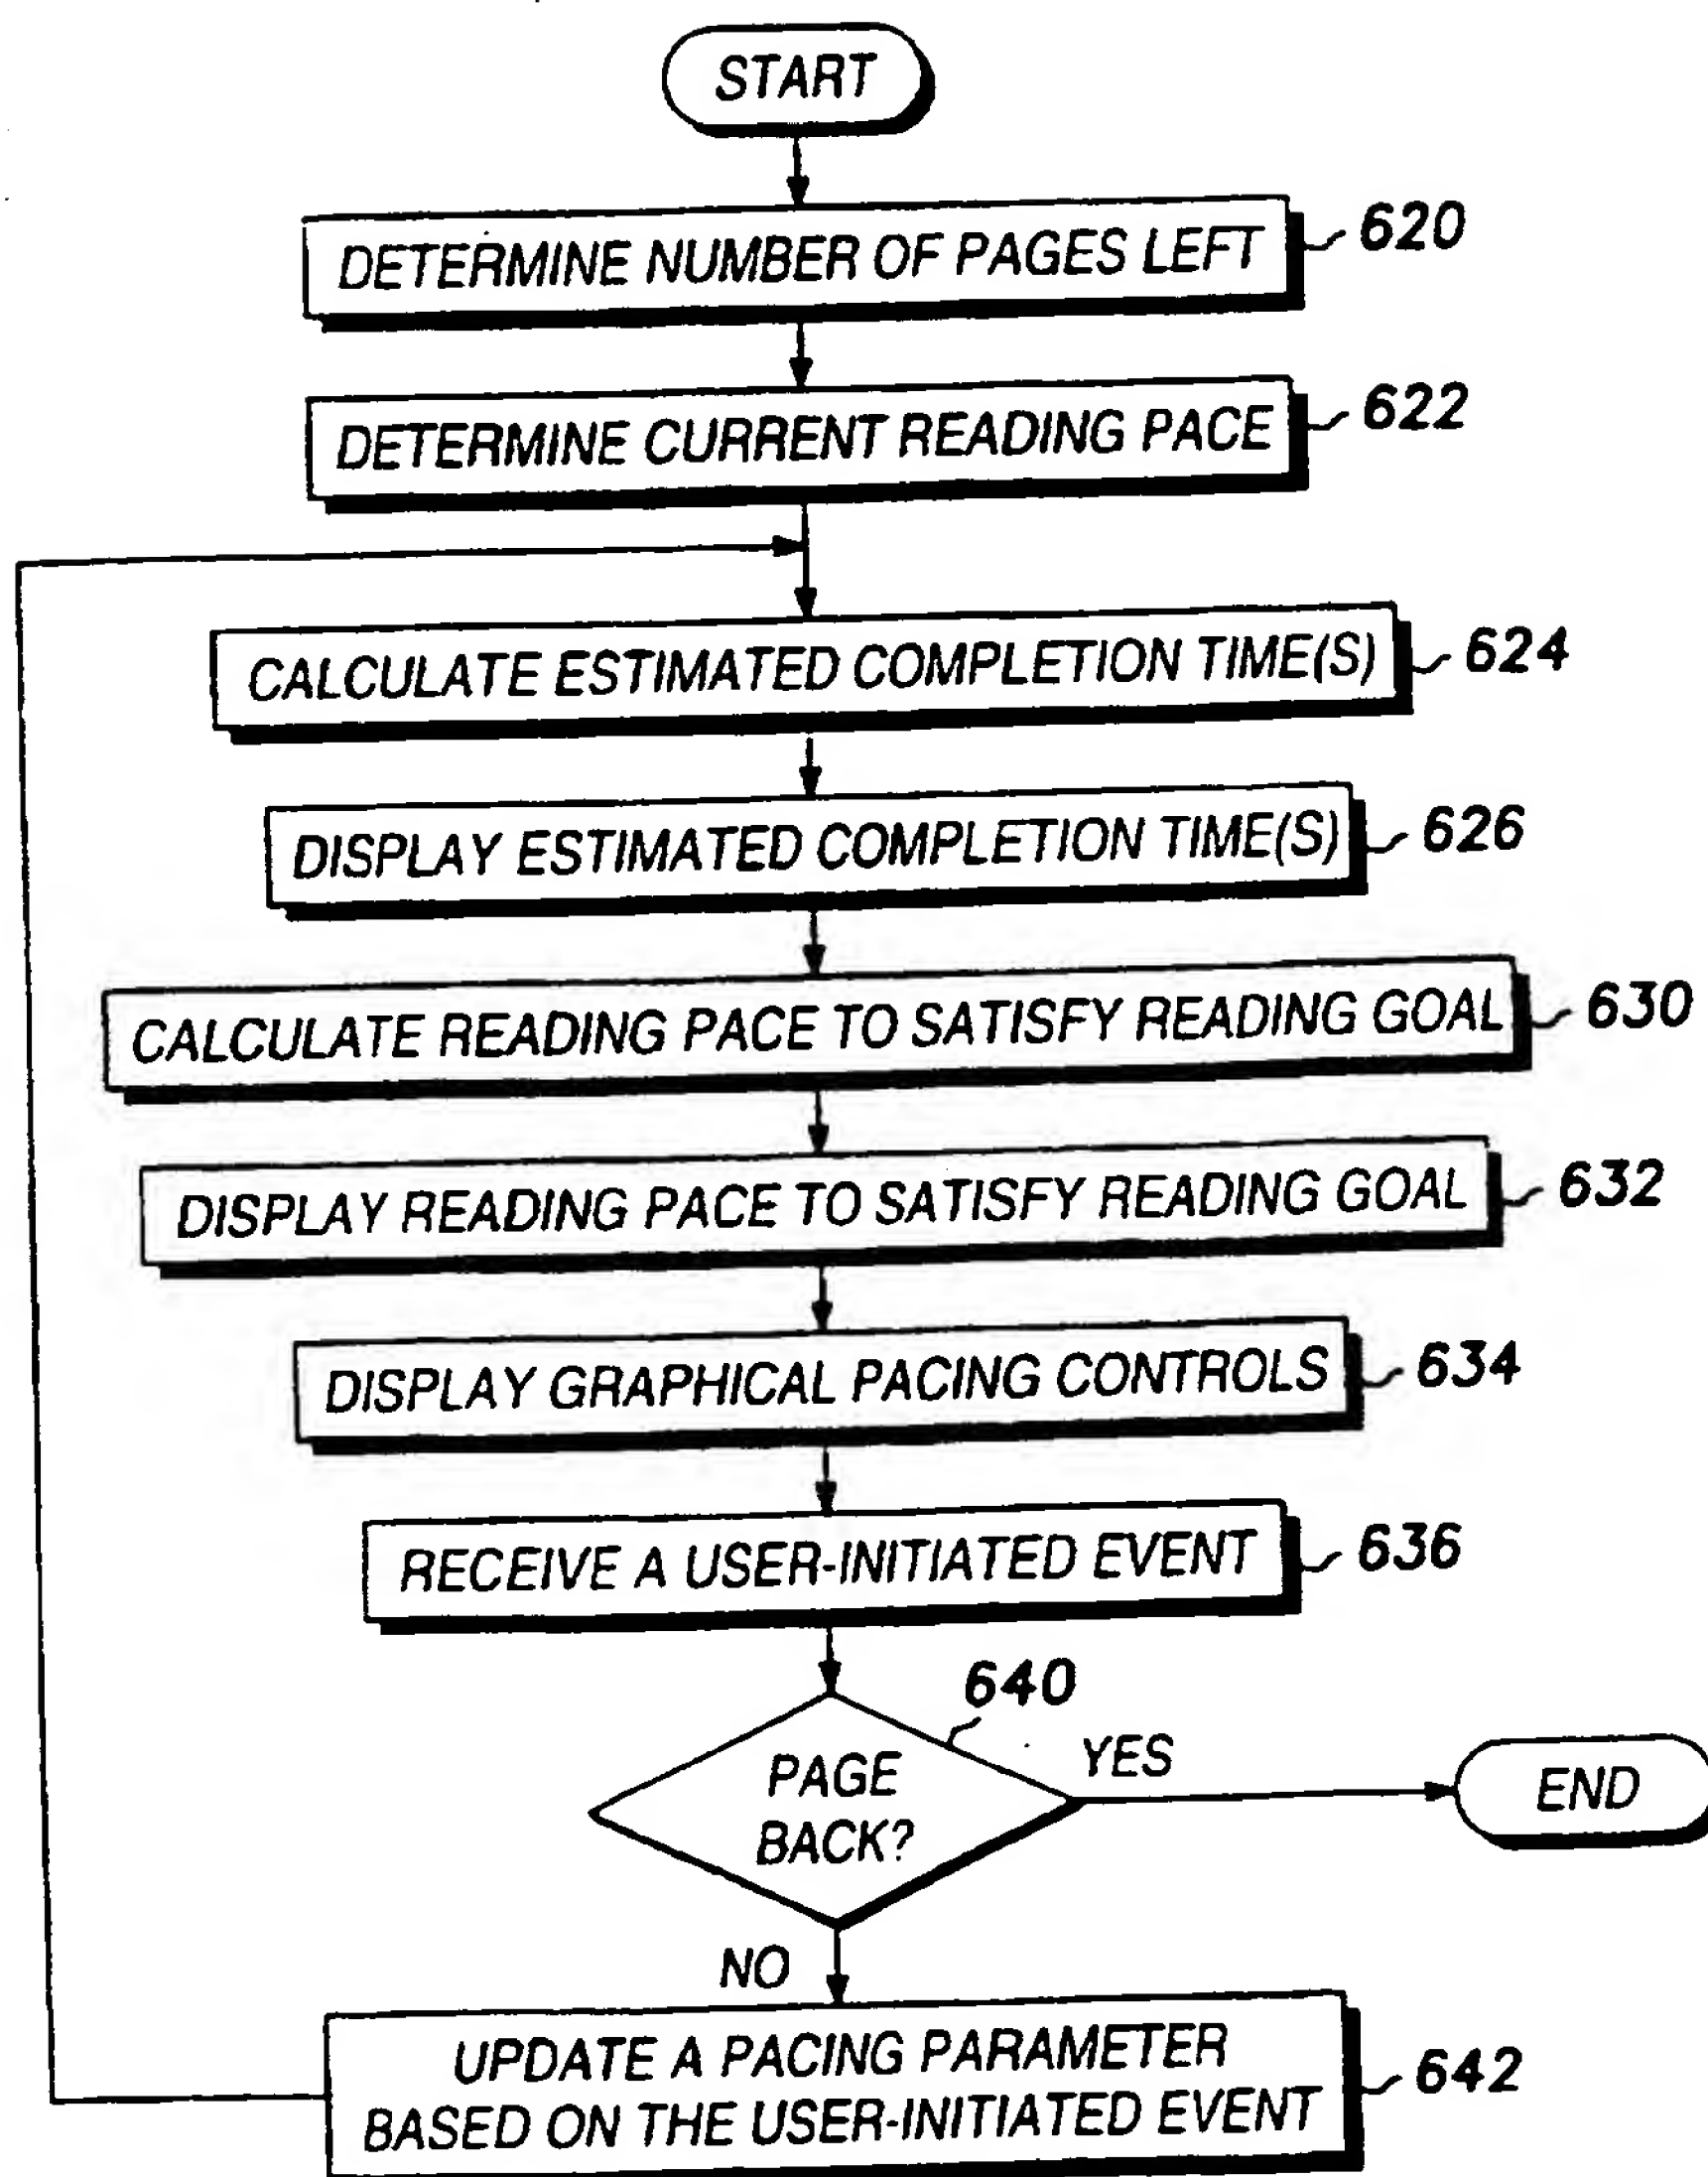 START
DETERMINE NUMBER OF PAGES LEFT
620
DETERMINE CURRENT READING PACE
622
CALCULATE ESTIMATED COMPLETION TIME(S)
624
DISPLAY ESTIMATED COMPLETION TIME(S)
626
CALCULATE READING PACE TO SATISFY READING GOAL
630
DISPLAY READING PACE TO SATISFY READING GOAL
632
DISPLAY GRAPHICAL PACING CONTROLS
634
RECEIVE A USER-INITIATED EVENT
636
640
PAGE
BACK?
YES
END
NO
UPDATE A PACING PARAMETER
BASED ON THE USER-INITIATED EVENT
642